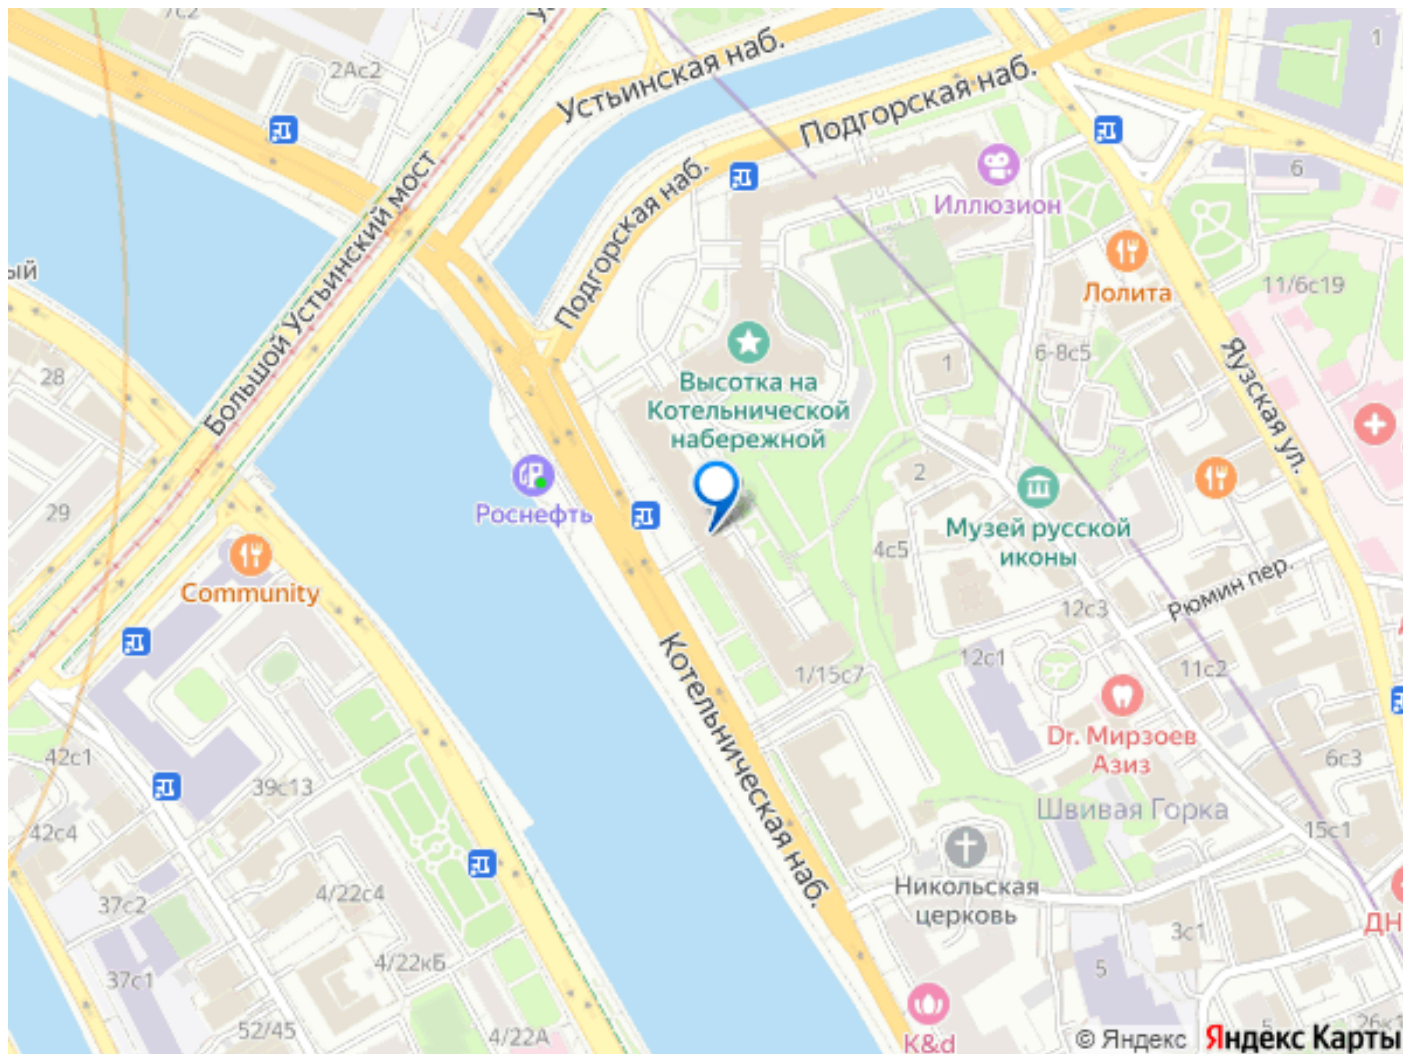 7с2
2Ас2
1
Устьинская наб.
Подгорская наб.
Большой Устьинский мост
Подгорская наб.
6
Иллюзион
Лолита
11/6с19
ый
28
6-8с5
1
Высотка на
Котельнической
набережной
Яузская ул.
2
29
Роснефть
Музей русской
иконы
4с5
Community
Рюмин пер.
12с3
12с1
11с2
1/15с7
Котельническая наб.
Dr. Мирзоев
Азиз
6с3
42с1
39с13
Швивая Горка
15с1
42с4
Никольская
церковь
4/22с4
37с2
ДН
3с1
4/22кБ
37с1
5
52/45
4/22А
K&d
5
26к1
© Яндекс
Яндекс Карты